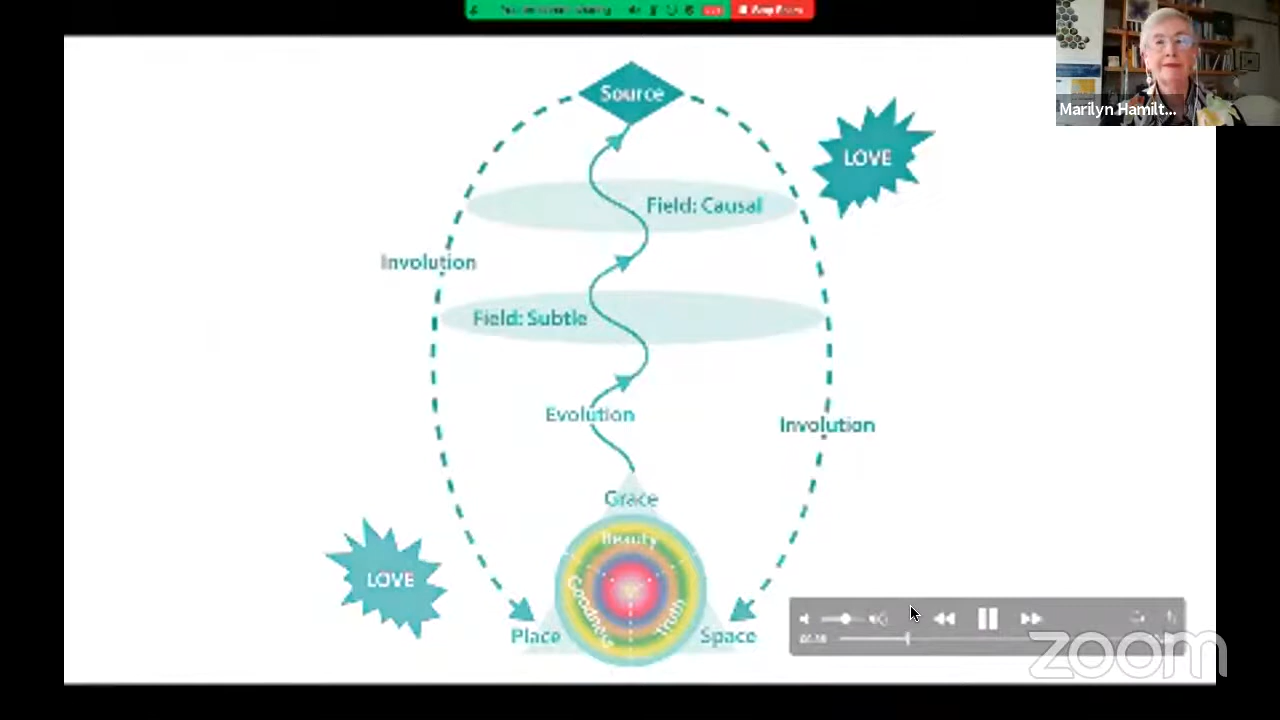 Source
LOVE
Marilyn Hamilt...
Field: Causal
Involution
Field: Subtle
Evolution
Involution
Grace
Beauty
Goodness
Truth
LOVE
Place
Space
zoom